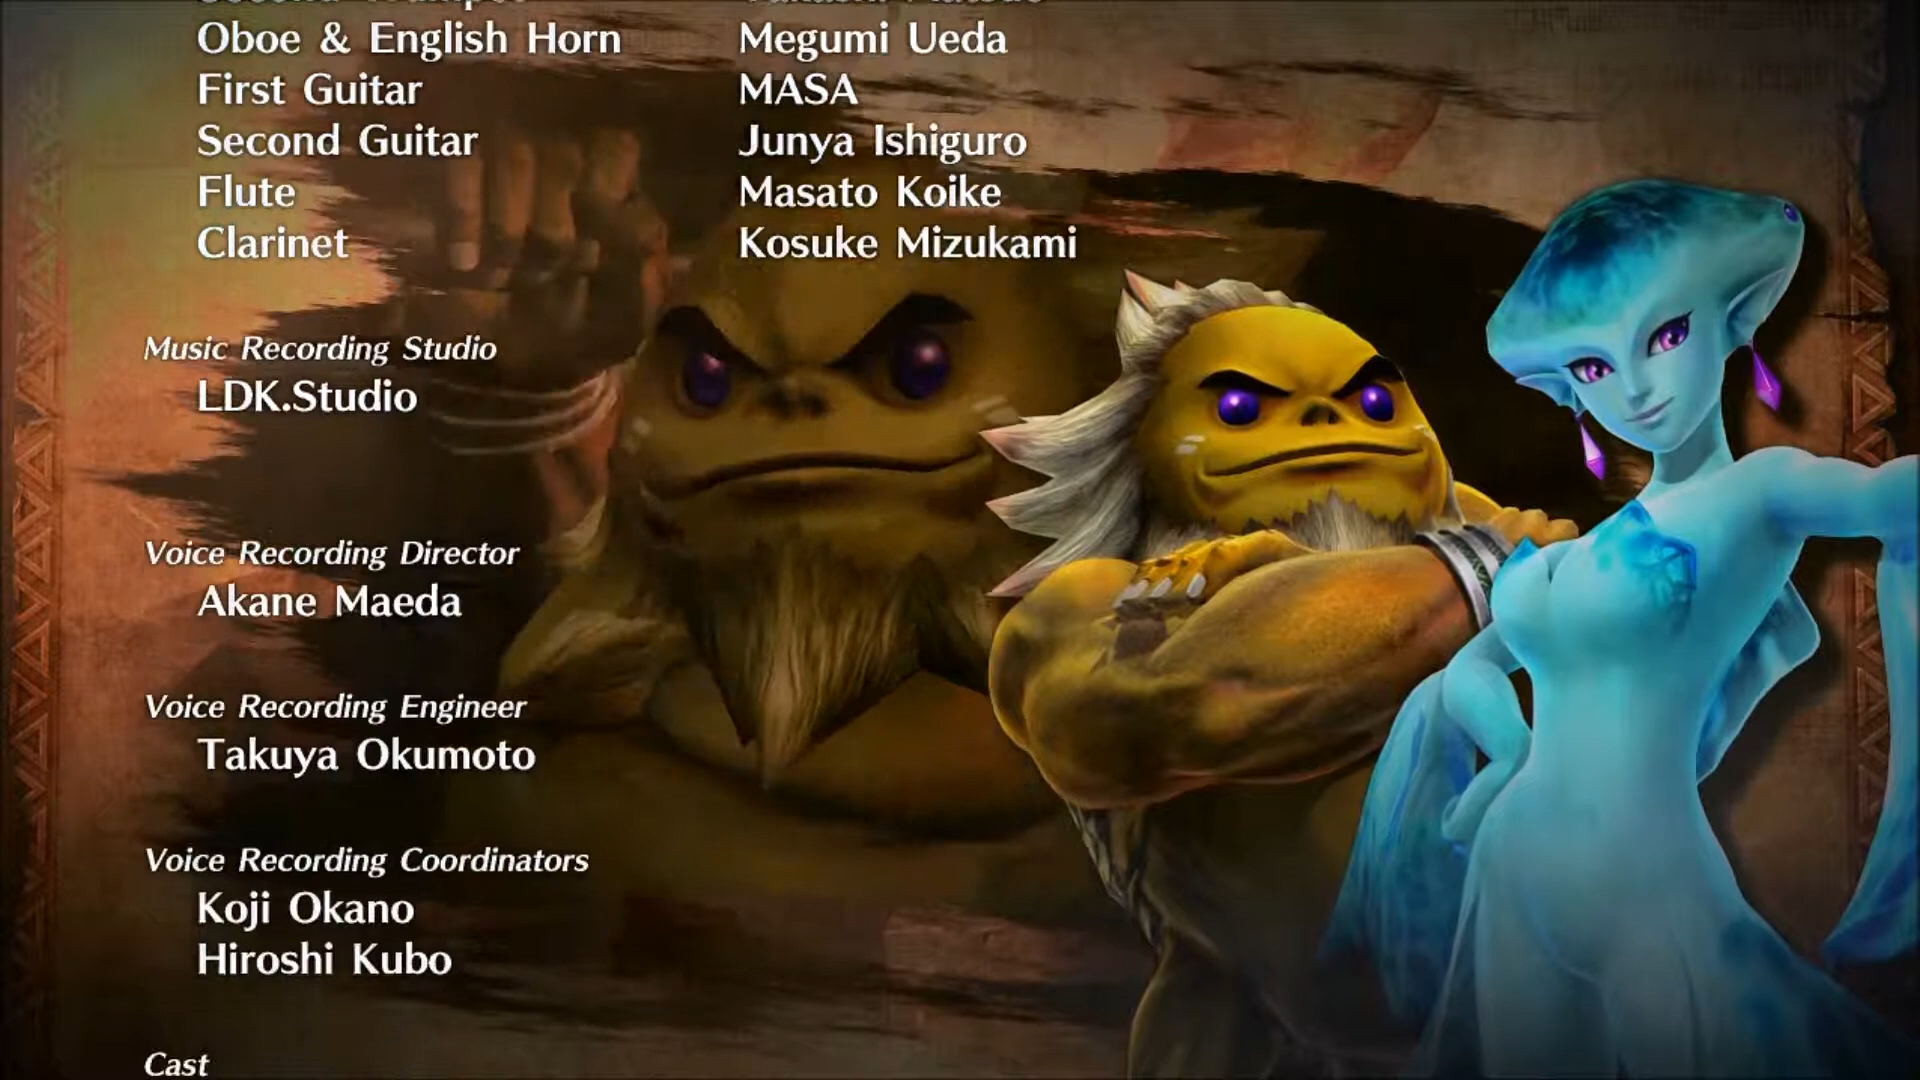 Oboe & English Horn Megumi Ueda
First Guitar MASA
Second Guitar Junya Ishiguro
Flute Masato Koike
Clarinet Kosuke Mizukami
Music Recording Studio
LDK.Studio
Voice Recording Director
Akane Maeda
Voice Recording Engineer
Takuya Okumoto
Voice Recording Coordinators
Koji Okano
Hiroshi Kubo
Cast